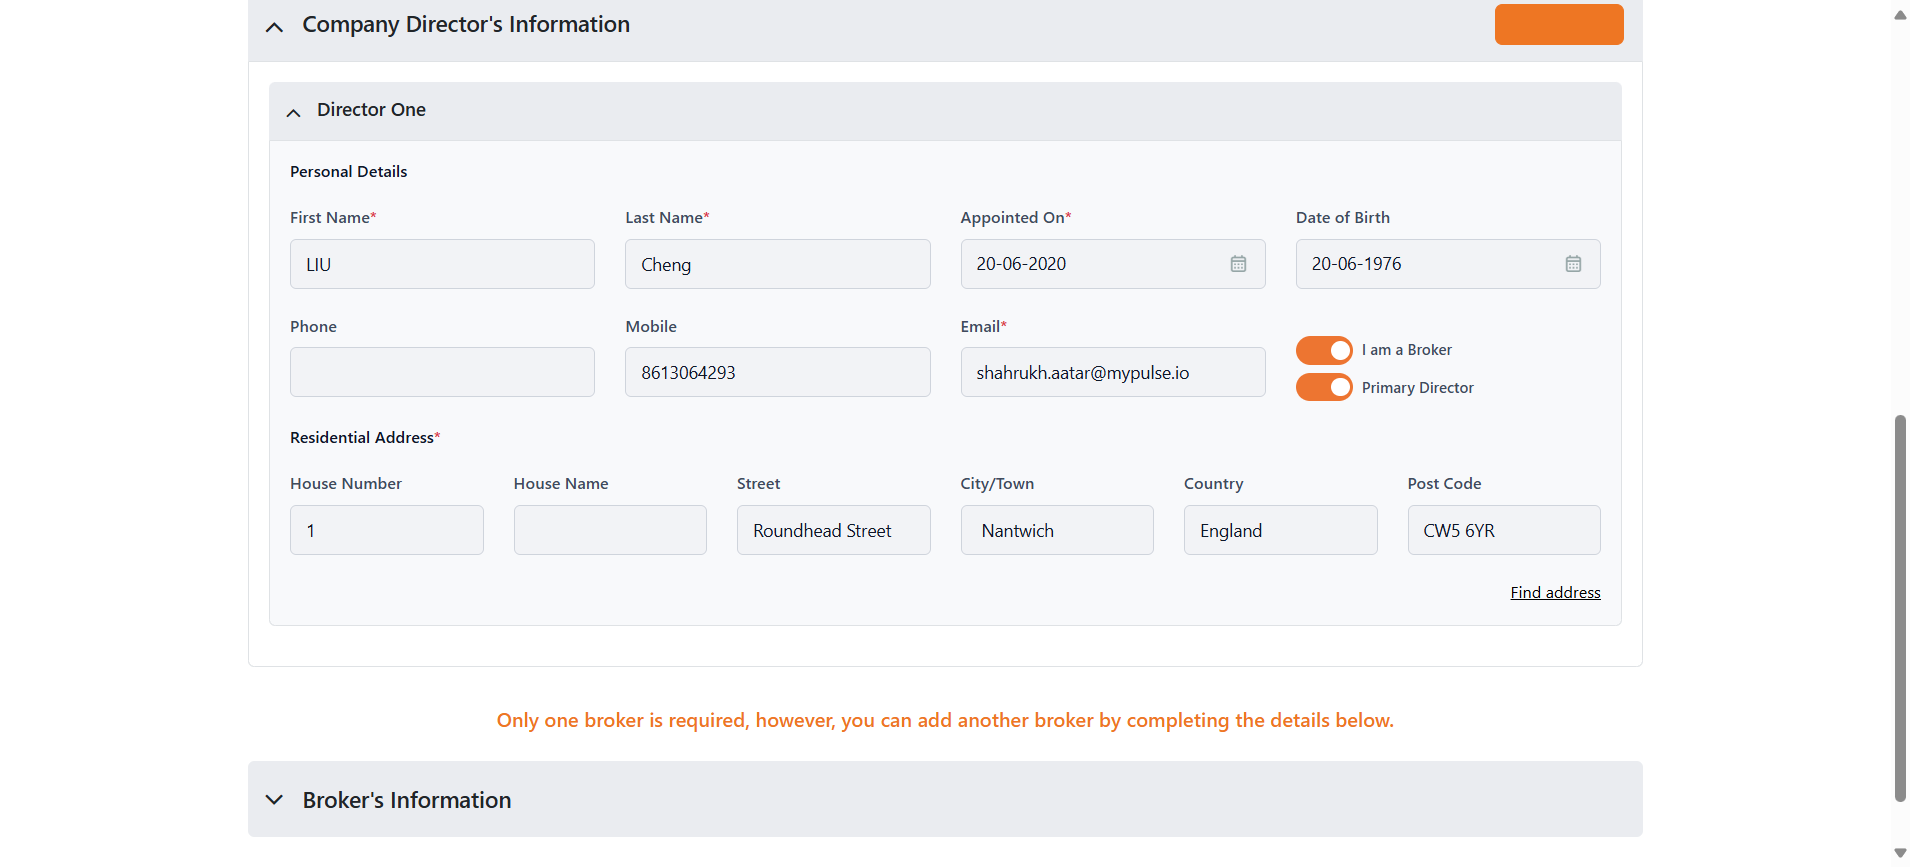 Company Director's Information
Director One
Personal Details
First Name* Last Name* Appointed On* Date of Birth
LIU Cheng 20-06-2020 20-06-1976
Phone Mobile Email*
I am a Broker
8613064293 shahrukh.aatar@mypulse.io
Primary Director
Residential Address*
House Number House Name Street City/Town Country Post Code
1 Roundhead Street Nantwich England CW5 6YR
Find address
Only one broker is required, however, you can add another broker by completing the details below.
Broker's Information